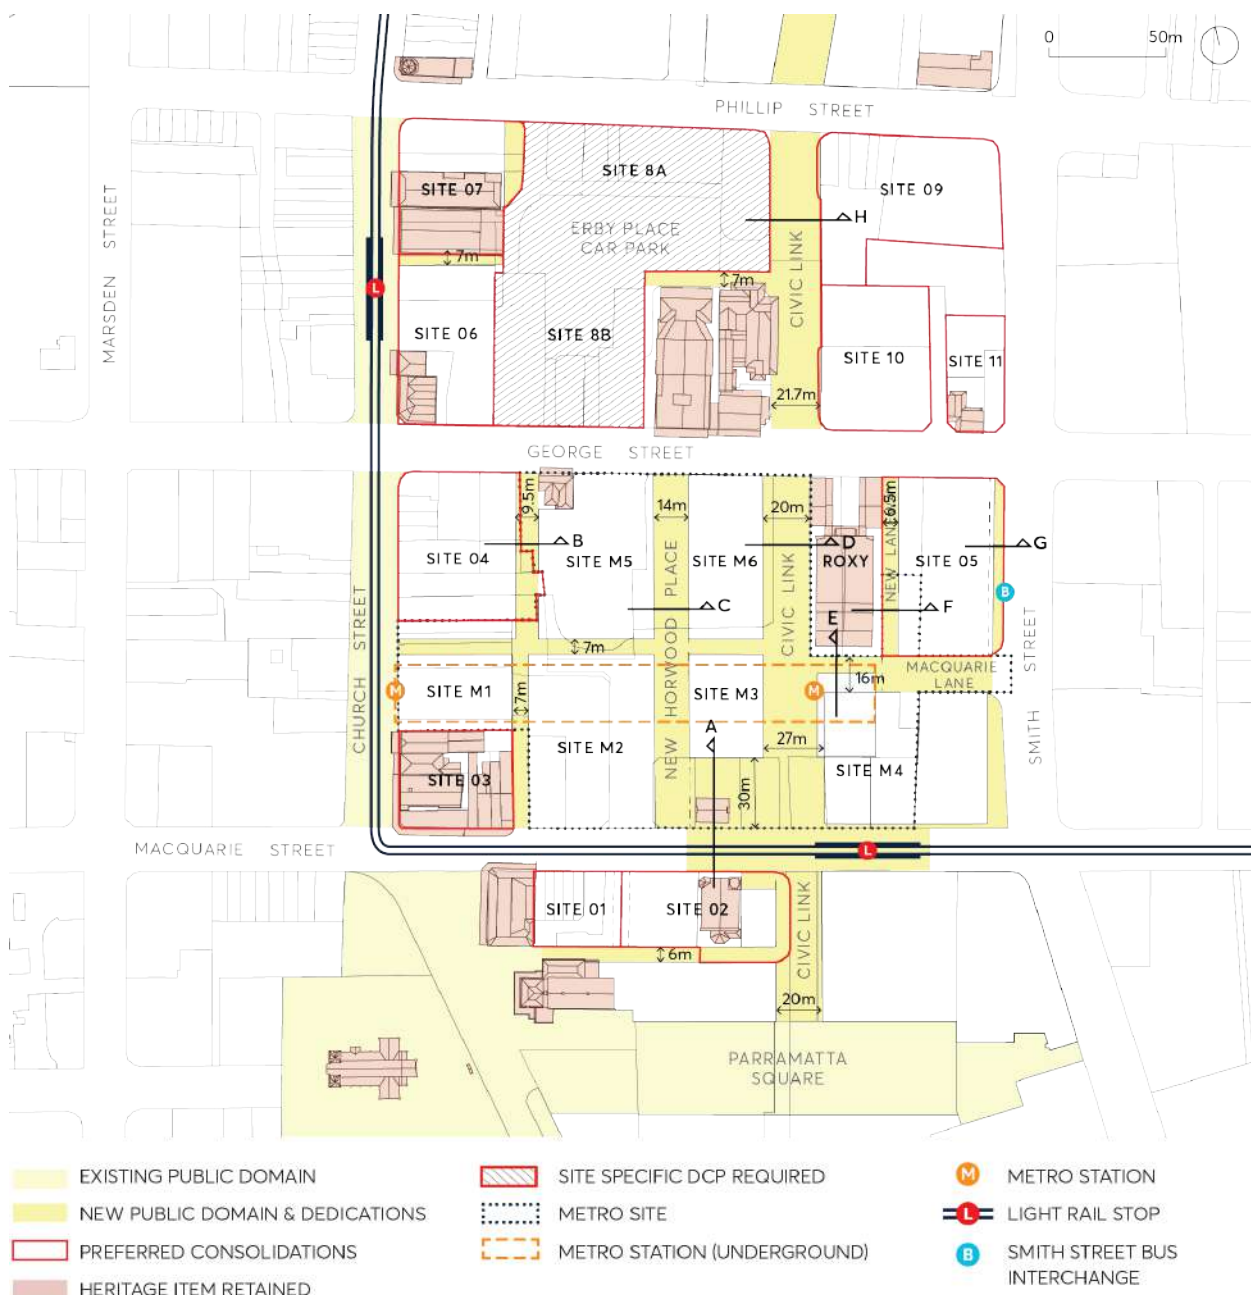 0 50m
PHILLIP STREET
MARSDEN STREET
SITE 07
SITE 8A
SITE 09
ERBY PLACE
CAR PARK
H
CIVIC LINK
7m
7m
L
SITE 06
SITE 8B
SITE 10
SITE 11
21.7m
GEORGE STREET
9.5m
14m
20m
6.5m
SITE 04
B
SITE M5
SITE M6
D
ROXY
NEW LANE
SITE 05
G
B
C
E
F
CHURCH STREET
NEW HORWOOD PLACE
CIVIC LINK
SMITH STREET
7m
MACQUARIE
LANE
16m
M
SITE M1
7m
SITE M3
M
A
SITE M2
27m
SITE M4
SITE 03
30m
MACQUARIE STREET
L
SITE 01
SITE 02
CIVIC LINK
6m
20m
PARRAMATTA
SQUARE
EXISTING PUBLIC DOMAIN
NEW PUBLIC DOMAIN & DEDICATIONS
PREFERRED CONSOLIDATIONS
HERITAGE ITEM RETAINED
SITE SPECIFIC DCP REQUIRED
METRO SITE
METRO STATION (UNDERGROUND)
M METRO STATION
L LIGHT RAIL STOP
B SMITH STREET BUS
INTERCHANGE